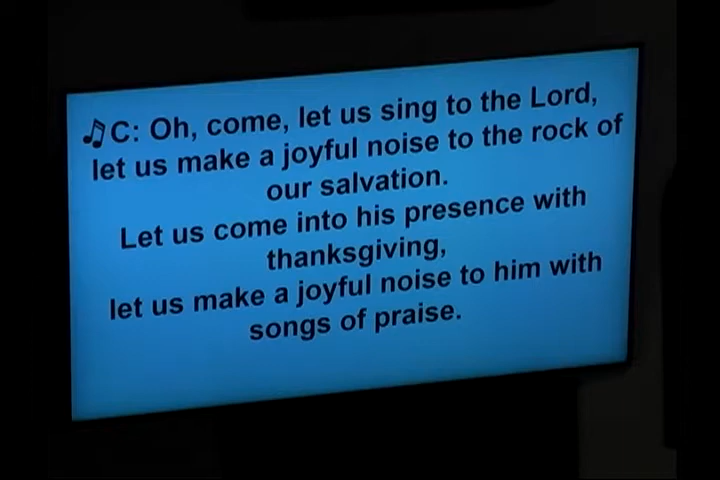 ♫C: Oh, come, let us sing to the Lord,
let us make a joyful noise to the rock of
our salvation.
Let us come into his presence with
thanksgiving,
let us make a joyful noise to him with
songs of praise.